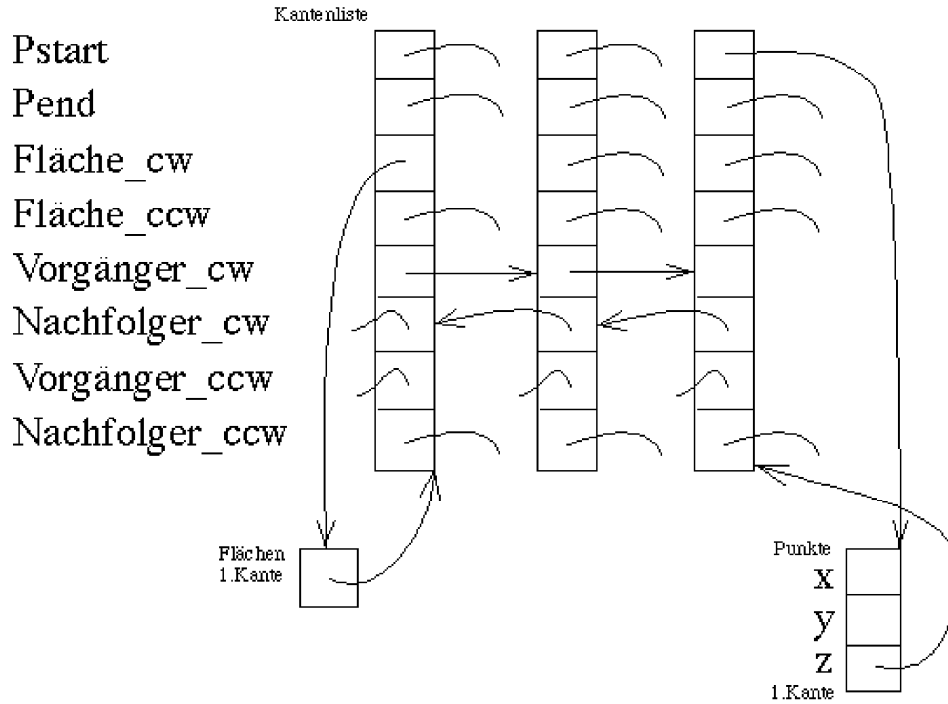 Kantenliste
Pstart
Pend
Fläche_cw
Fläche_ccw
Vorgänger_cw
Nachfolger_cw
Vorgänger_ccw
Nachfolger_ccw
Flächen
1.Kante
Punkte
x
y
z
1.Kante